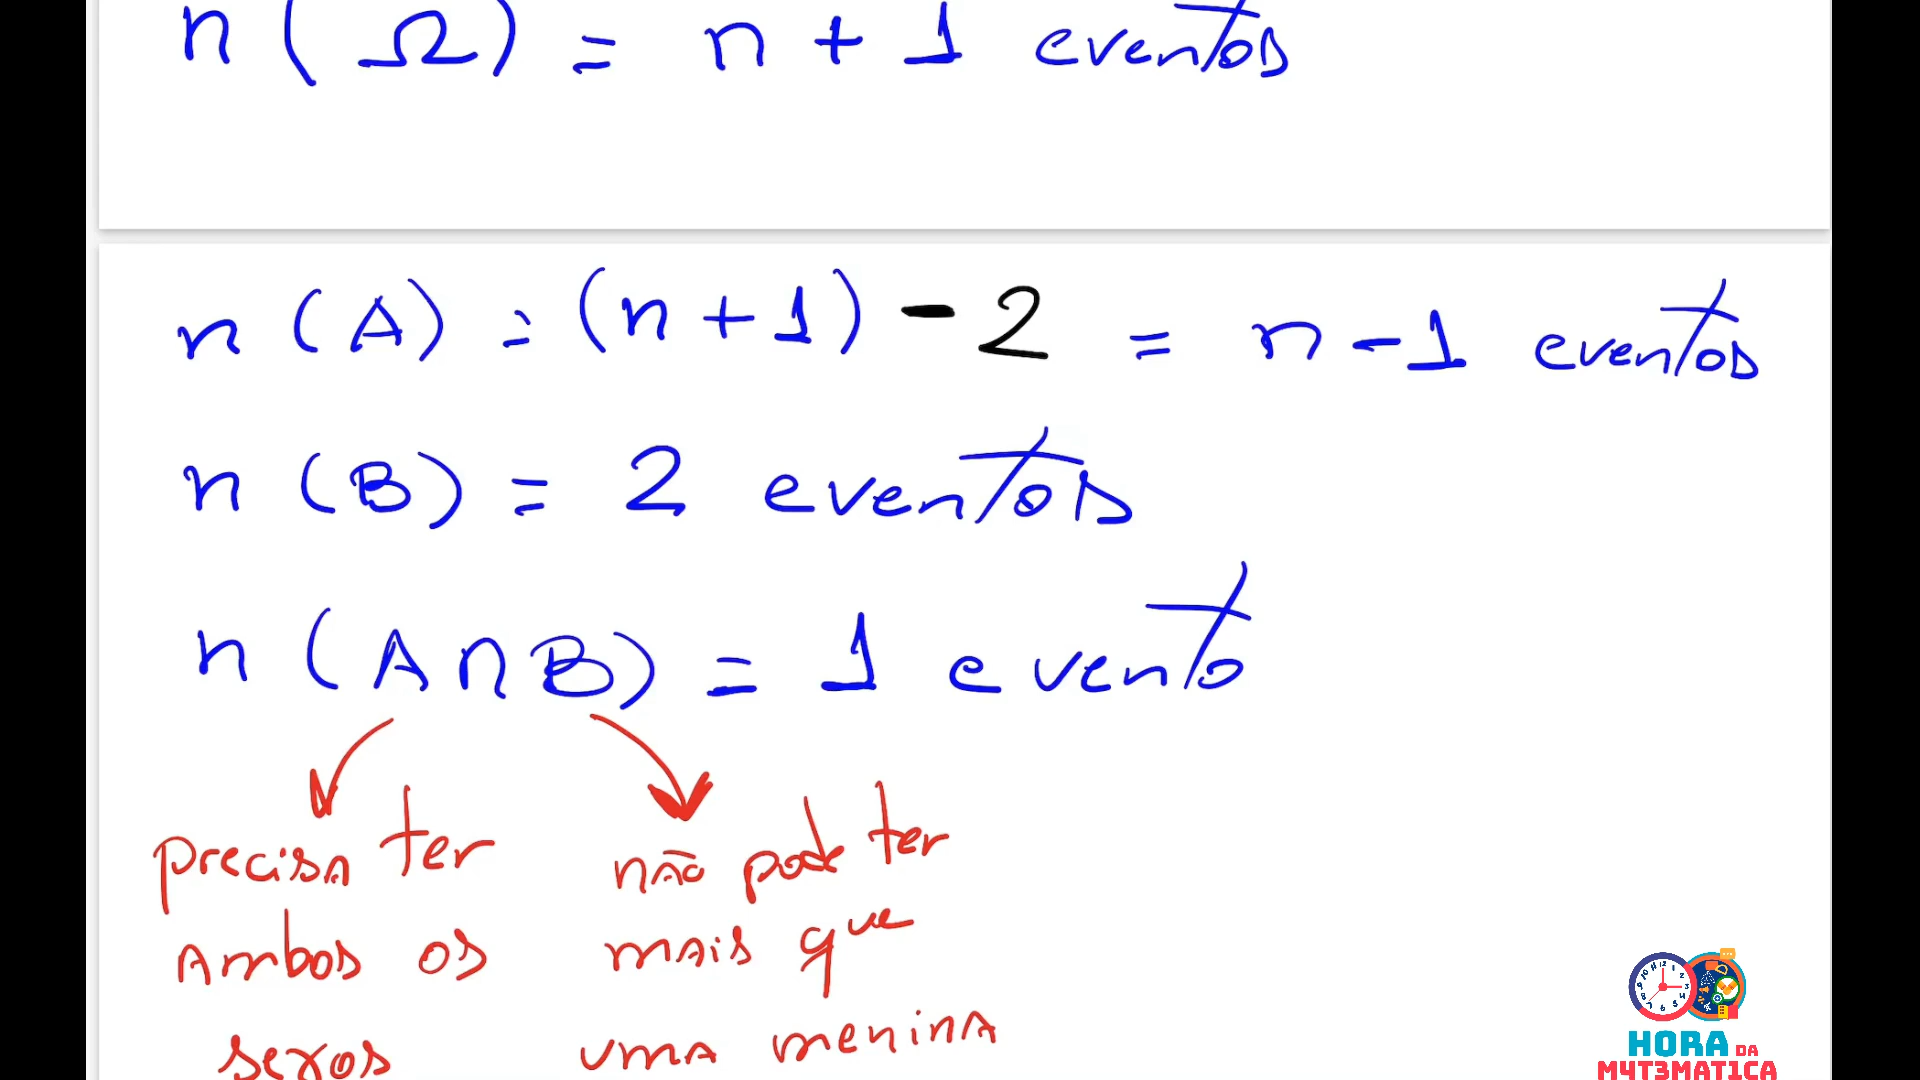 n(Ω) = n + 1 eventos
n(A) = (n+1) - 2 = n - 1 eventos
n(B) = 2 eventos
n(A∩B) = 1 evento
precisa ter
ambos os
sexos
não pode ter
mais que
uma menina
HORA DA
M4T3M4T1CA